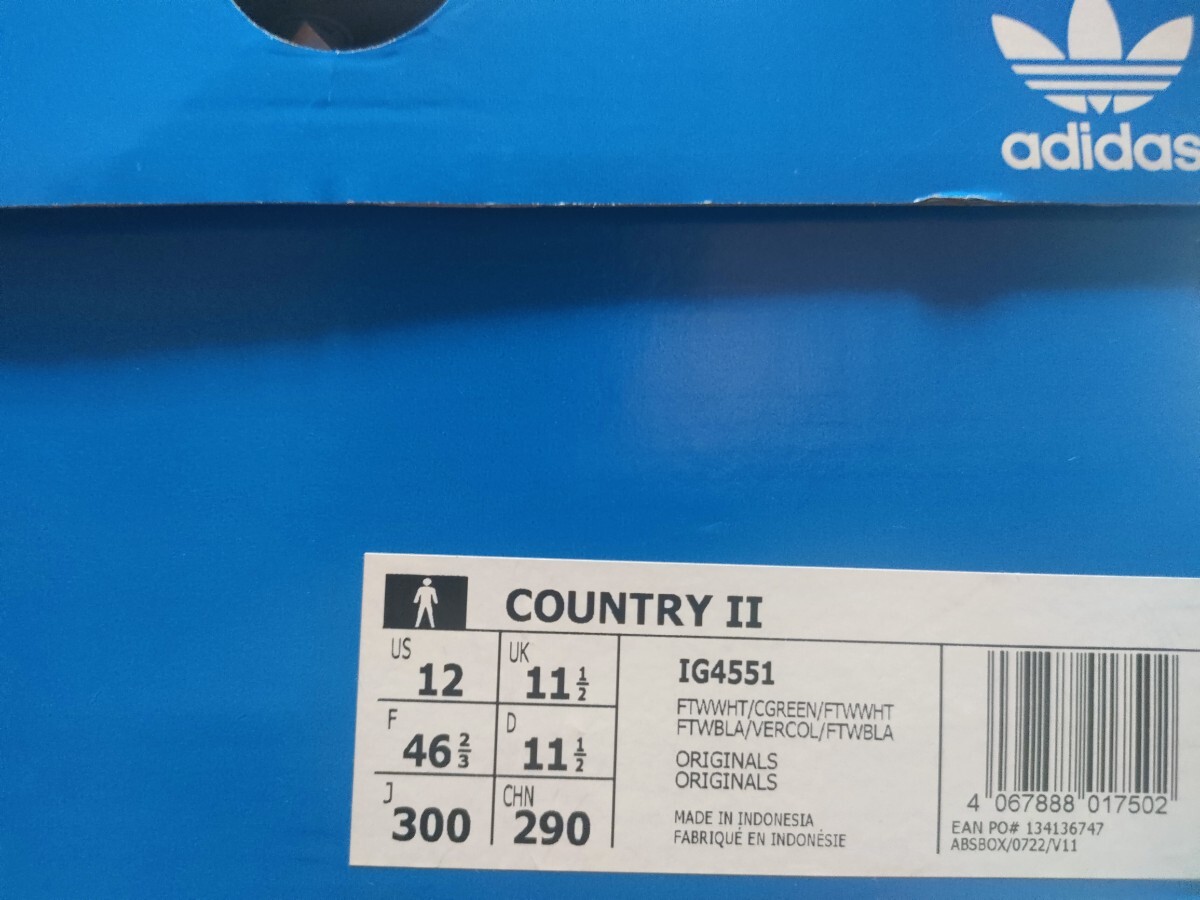 adidas
COUNTRY II
US 12
UK 11 1/2
F 46 2/3
D 11 1/2
J 300
CHN 290
IG4551
FTWWHT/CGREEN/FTWWHT
FTWBLA/VERCOL/FTWBLA
ORIGINALS
ORIGINALS
MADE IN INDONESIA
FABRIQUÉ EN INDONÉSIE
4 067888 017502
EAN PO# 134136747
ABSBOX/0722/V11